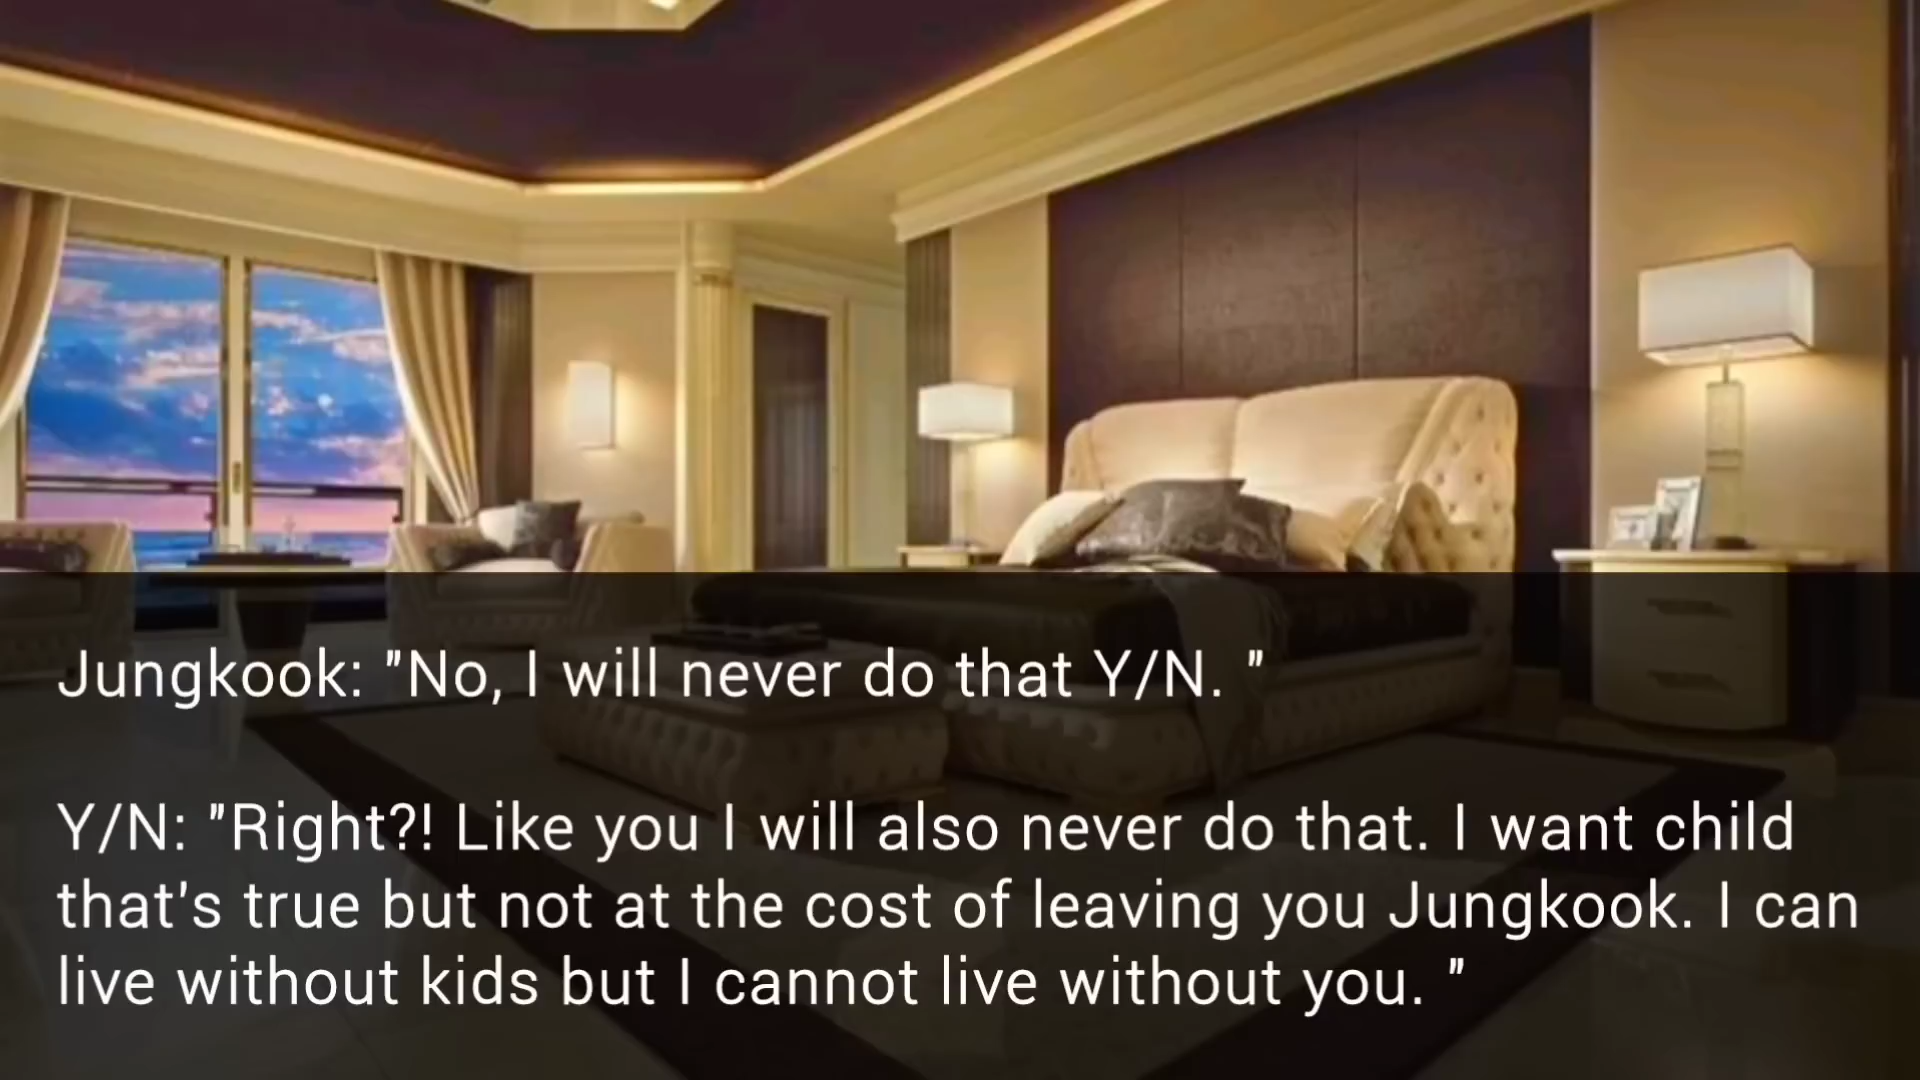 Jungkook: "No, I will never do that Y/N. "
Y/N: "Right?! Like you I will also never do that. I want child
that's true but not at the cost of leaving you Jungkook. I can
live without kids but I cannot live without you. "